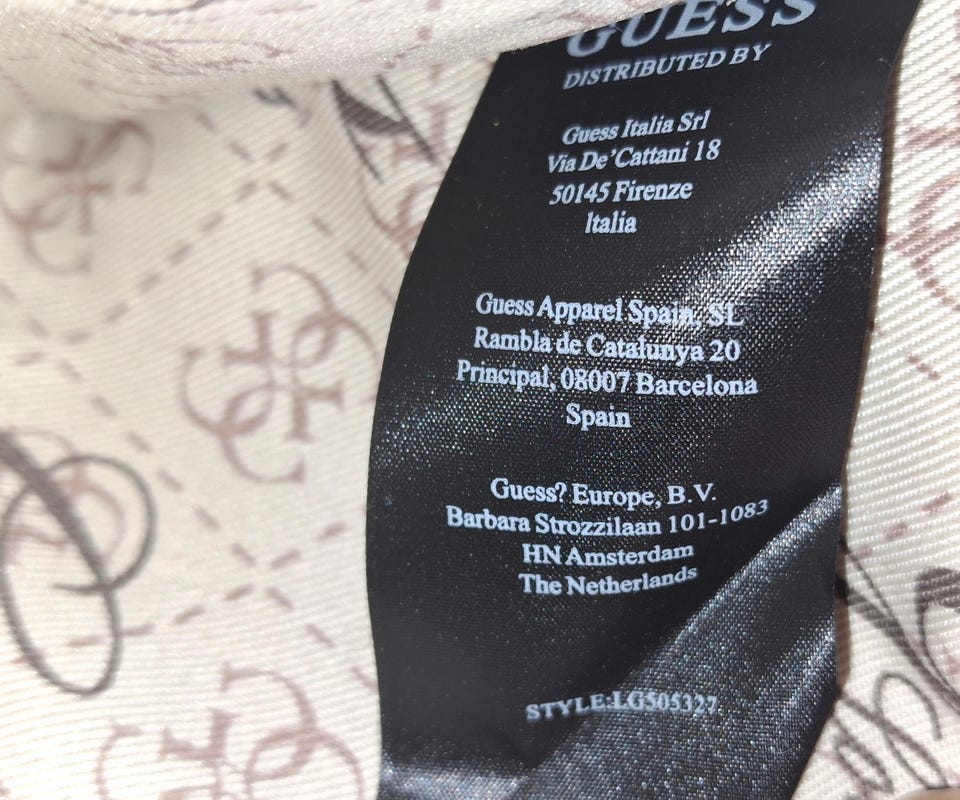 GUESS
DISTRIBUTED BY
Guess Italia Srl
Via De'Cattani 18
50145 Firenze
Italia
Guess Apparel Spain, SL
Rambla de Catalunya 20
Principal, 08007 Barcelona
Spain
Guess? Europe, B.V.
Barbara Strozzilaan 101-1083
HN Amsterdam
The Netherlands
STYLE:LG505327